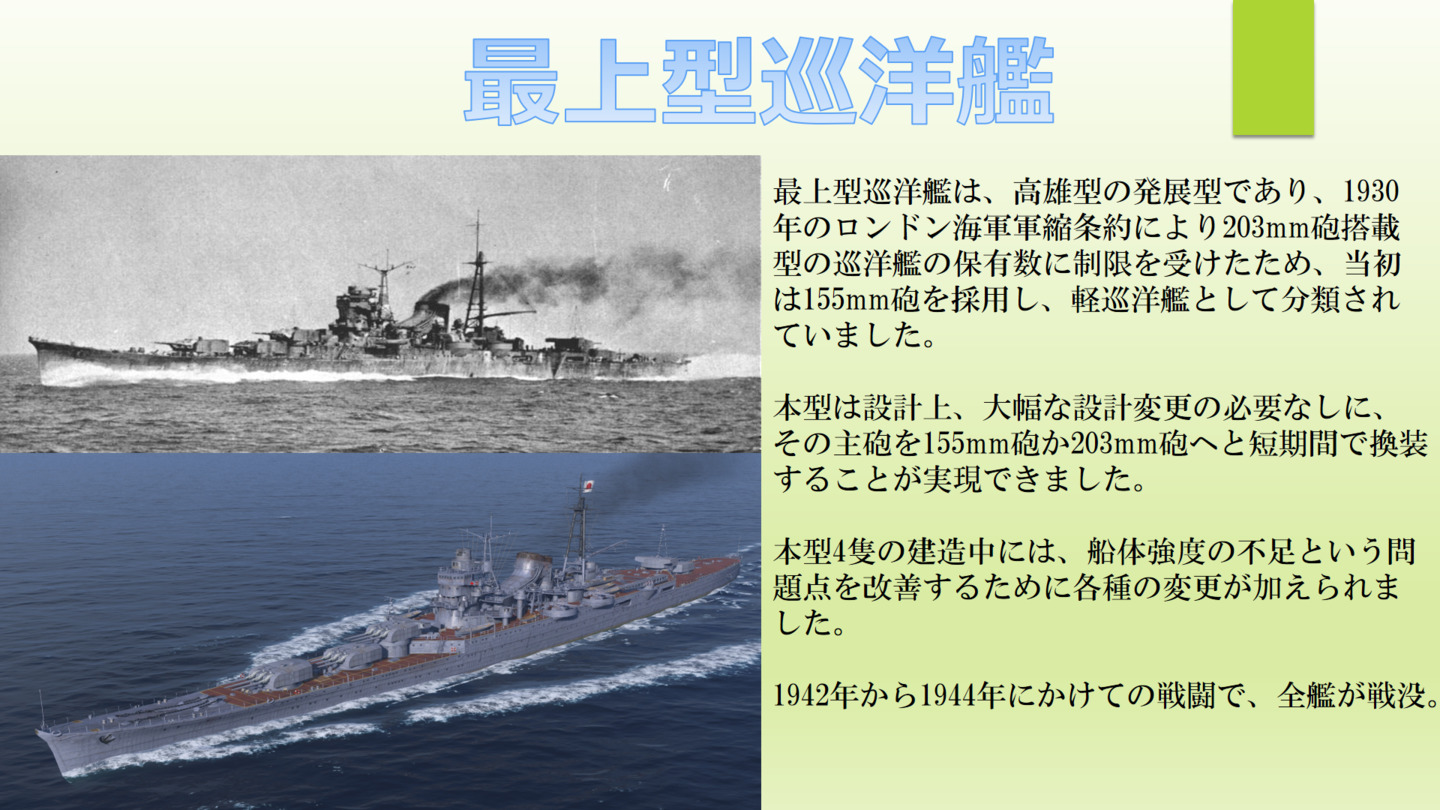 最上型巡洋艦
最上型巡洋艦は、高雄型の発展型であり、1930
年のロンドン海軍軍縮条約により203mm砲搭載
型の巡洋艦の保有数に制限を受けたため、当初
は155mm砲を採用し、軽巡洋艦として分類され
ていました。
本型は設計上、大幅な設計変更の必要なしに、
その主砲を155mm砲か203mm砲へと短期間で換装
することが実現できました。
本型4隻の建造中には、船体強度の不足という問
題点を改善するために各種の変更が加えられま
した。
1942年から1944年にかけての戦闘で、全艦が戦没。